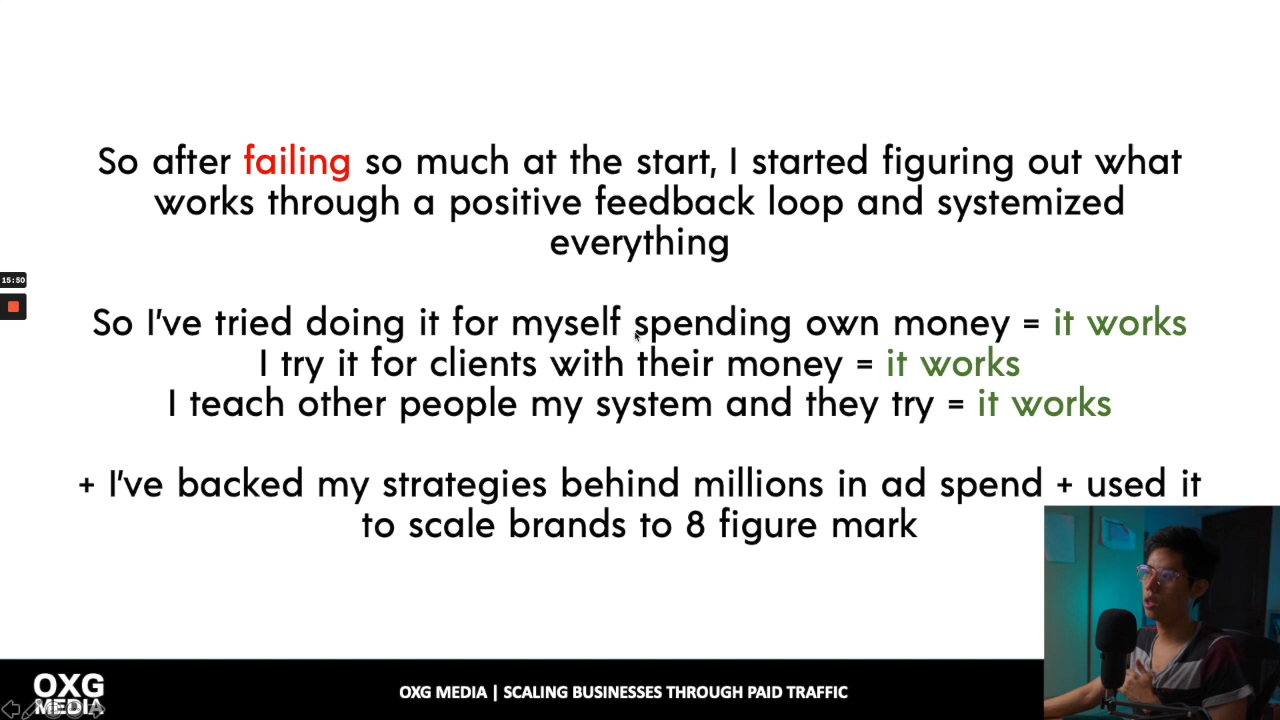 So after failing so much at the start, I started figuring out what
works through a positive feedback loop and systemized
everything
15:50
So I've tried doing it for myself spending own money = it works
I try it for clients with their money = it works
I teach other people my system and they try = it works
+ I've backed my strategies behind millions in ad spend + used it
to scale brands to 8 figure mark
OXG
MEDIA
OXG MEDIA | SCALING BUSINESSES THROUGH PAID TRAFFIC